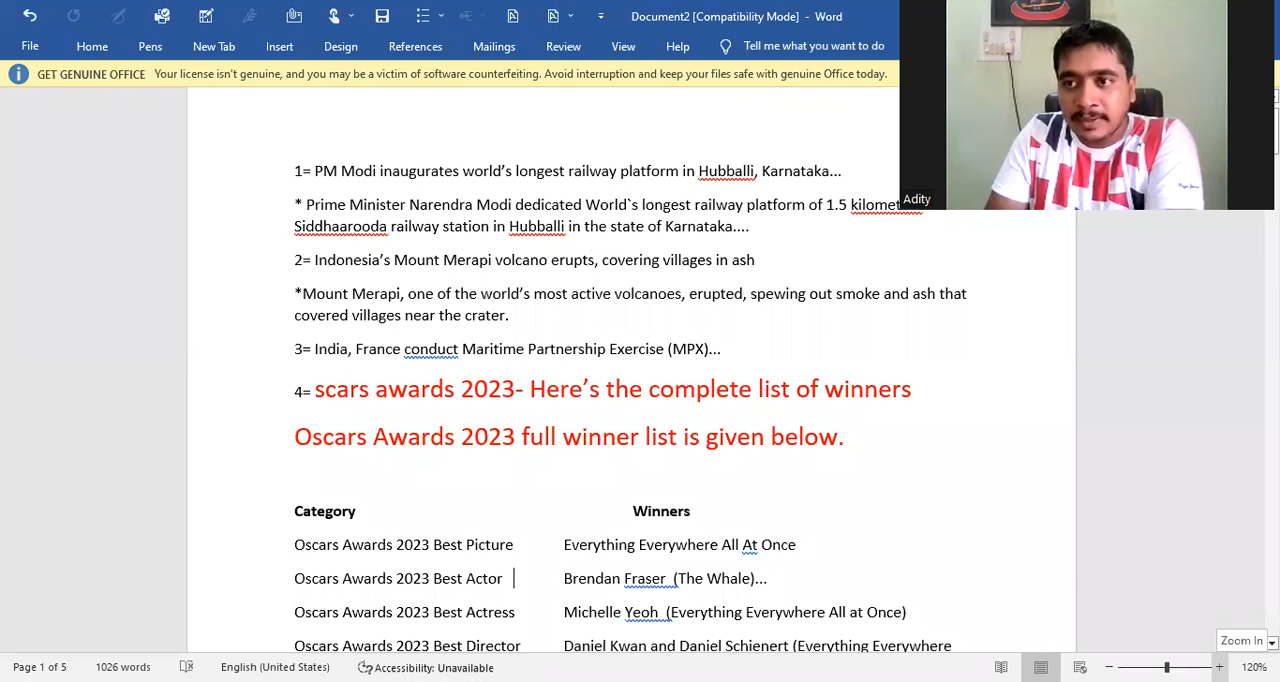 Document2 [Compatibility Mode] - Word
File Home Pens New Tab Insert Design References Mailings Review View Help Tell me what you want to do
GET GENUINE OFFICE Your license isn't genuine, and you may be a victim of software counterfeiting. Avoid interruption and keep your files safe with genuine Office today.
Adity
1= PM Modi inaugurates world’s longest railway platform in Hubballi, Karnataka...
* Prime Minister Narendra Modi dedicated World`s longest railway platform of 1.5
Siddhaarooda railway station in Hubballi in the state of Karnataka....
2= Indonesia’s Mount Merapi volcano erupts, covering villages in ash
*Mount Merapi, one of the world’s most active volcanoes, erupted, spewing out smoke and ash that
covered villages near the crater.
3= India, France conduct Maritime Partnership Exercise (MPX)...
4= scars awards 2023- Here’s the complete list of winners
Oscars Awards 2023 full winner list is given below.
Category Winners
Oscars Awards 2023 Best Picture Everything Everywhere All At Once
Oscars Awards 2023 Best Actor Brendan Fraser (The Whale)...
Oscars Awards 2023 Best Actress Michelle Yeoh (Everything Everywhere All at Once)
Oscars Awards 2023 Best Director Daniel Kwan and Daniel Schienert (Everything Everywhere
Zoom In
Page 1 of 5 1026 words English (United States) Accessibility: Unavailable 120%